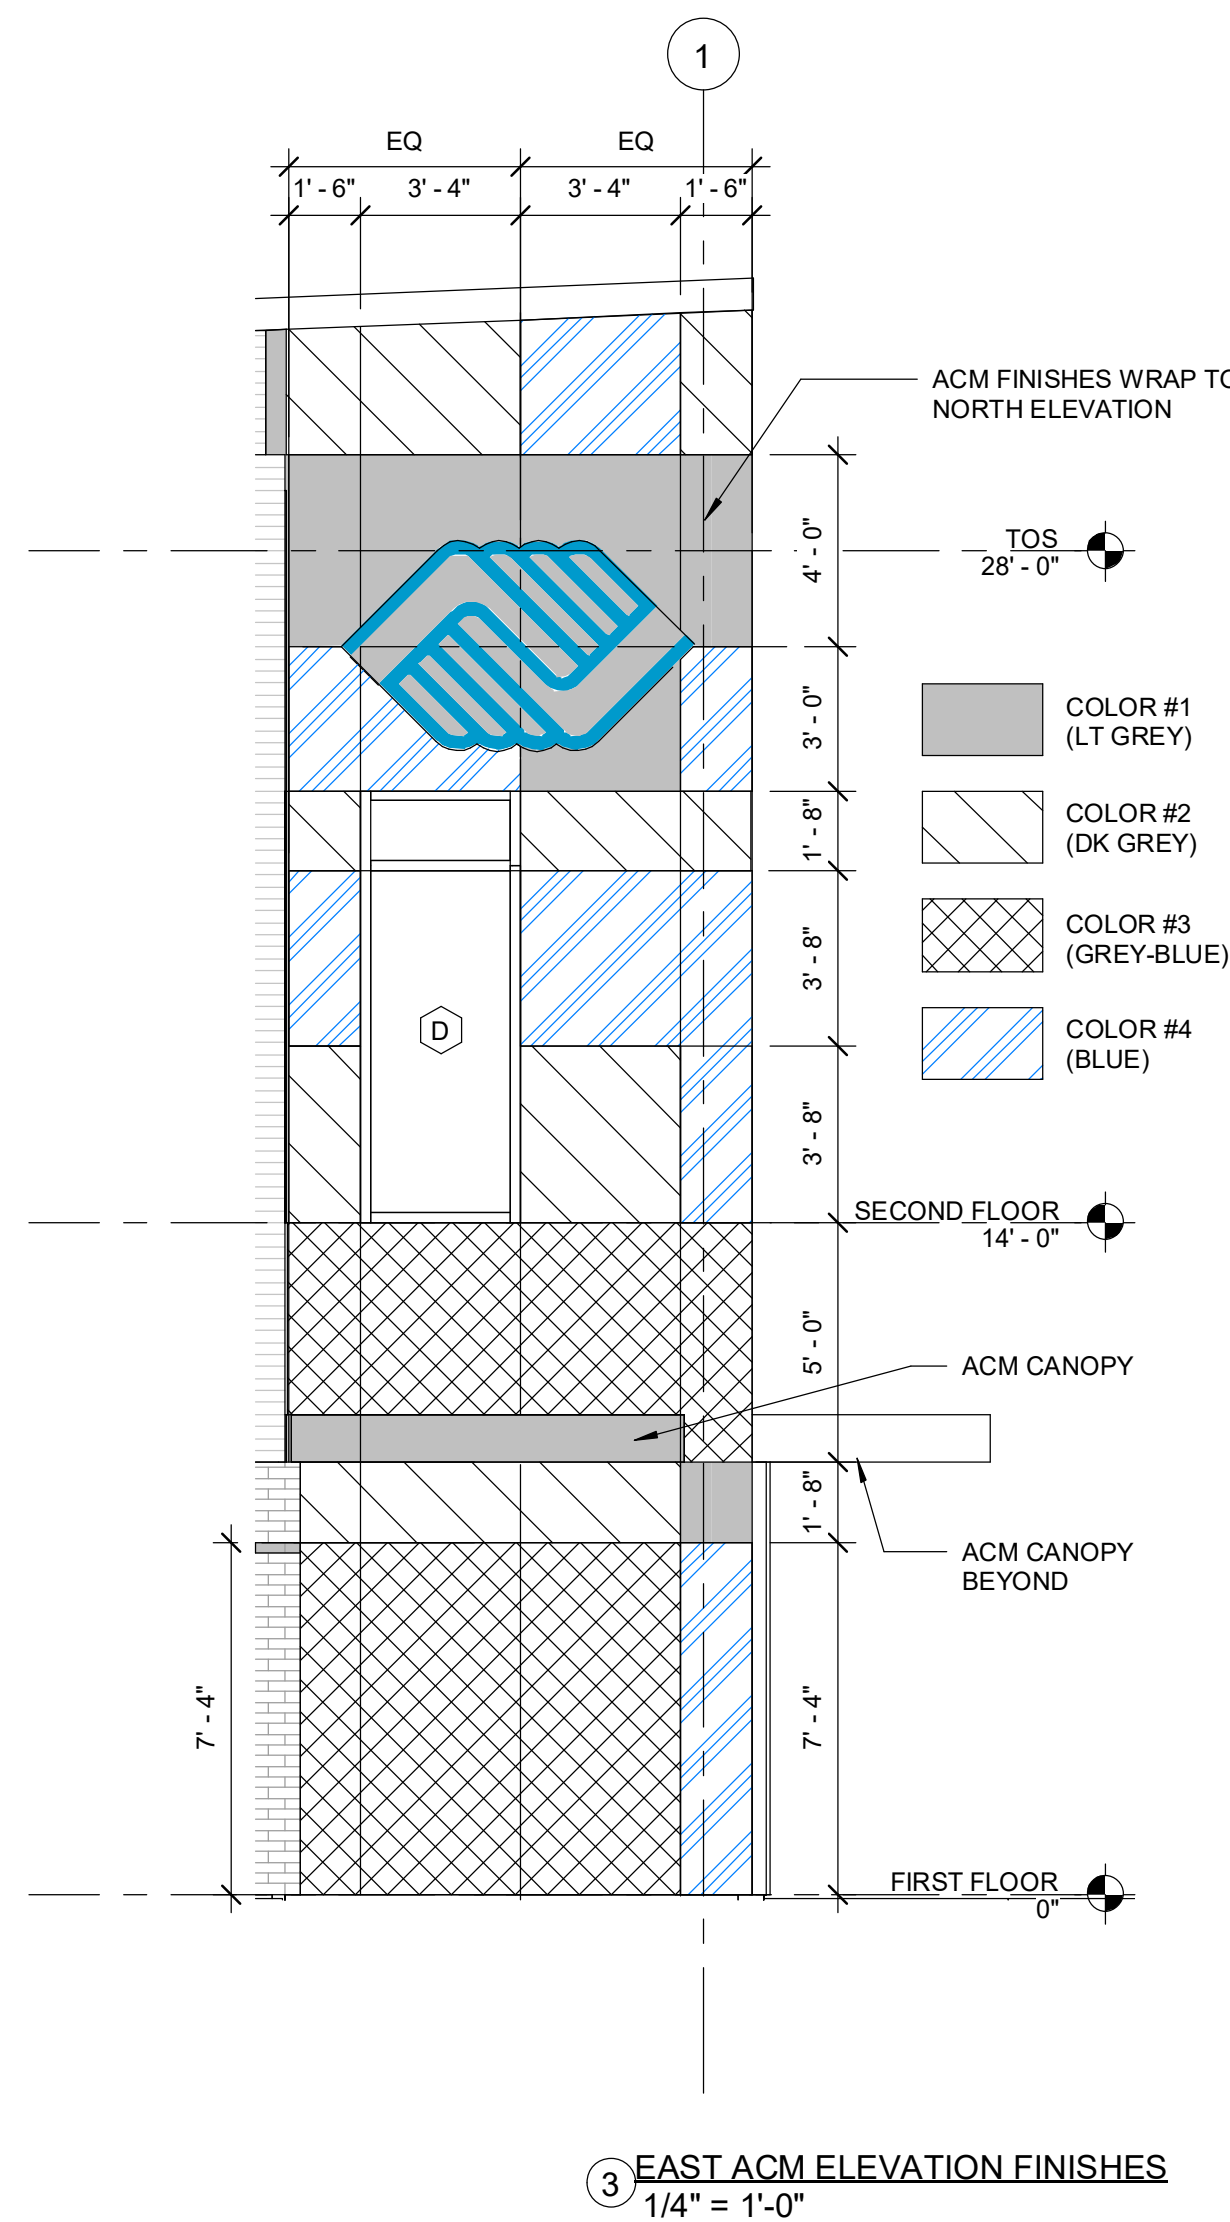 1
EQ
EQ
1' - 6"
3' - 4"
3' - 4"
1' - 6"
ACM FINISHES WRAP TO
NORTH ELEVATION
4' - 0"
TOS
28' - 0"
3' - 0"
COLOR #1
(LT GREY)
1' - 8"
COLOR #2
(DK GREY)
3' - 8"
COLOR #3
(GREY-BLUE)
D
COLOR #4
(BLUE)
3' - 8"
SECOND FLOOR
14' - 0"
5' - 0"
ACM CANOPY
1' - 8"
ACM CANOPY
BEYOND
7' - 4"
7' - 4"
FIRST FLOOR
0"
3
EAST ACM ELEVATION FINISHES
1/4" = 1'-0"